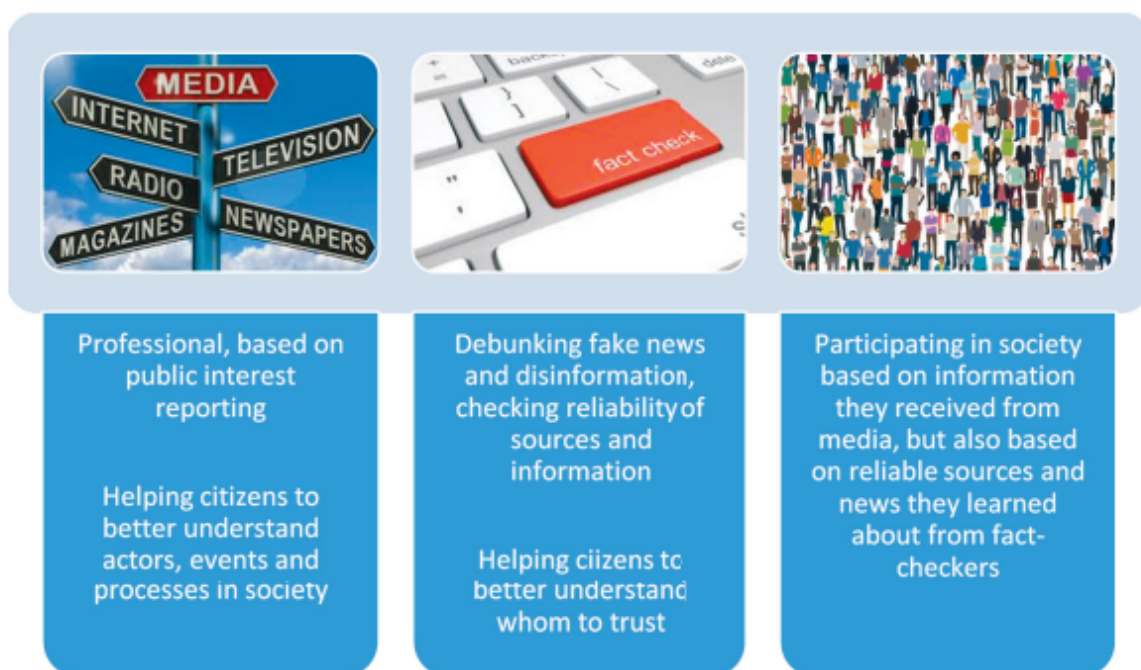 MEDIA
INTERNET
TELEVISION
RADIO
MAGAZINES
NEWSPAPERS
fact check
Professional, based on
public interest
reporting
Helping citizens to
better understand
actors, events and
processes in society
Debunking fake news
and disinformation,
checking reliability of
sources and
information
Helping ciizens to
better understand
whom to trust
Participating in society
based on information
they received from
media, but also based
on reliable sources and
news they learned
about from fact-
checkers